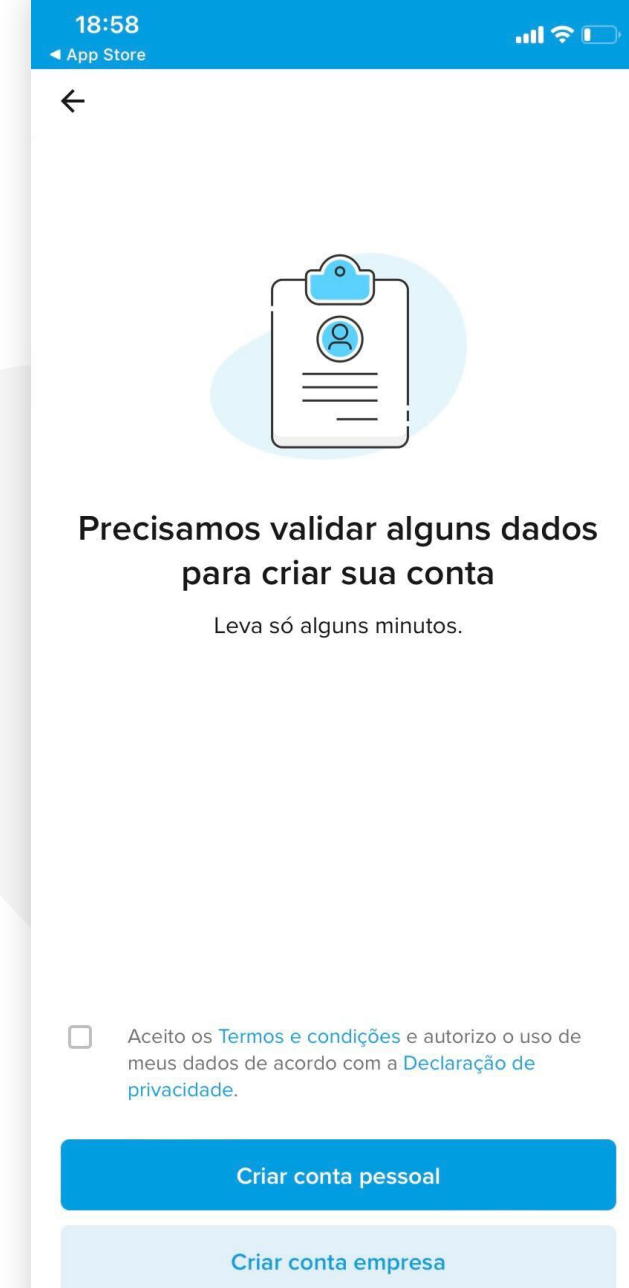 18:58
◀ App Store
Precisamos validar alguns dados
para criar sua conta
Leva só alguns minutos.
Aceito os Termos e condições e autorizo o uso de
meus dados de acordo com a Declaração de
privacidade.
Criar conta pessoal
Criar conta empresa